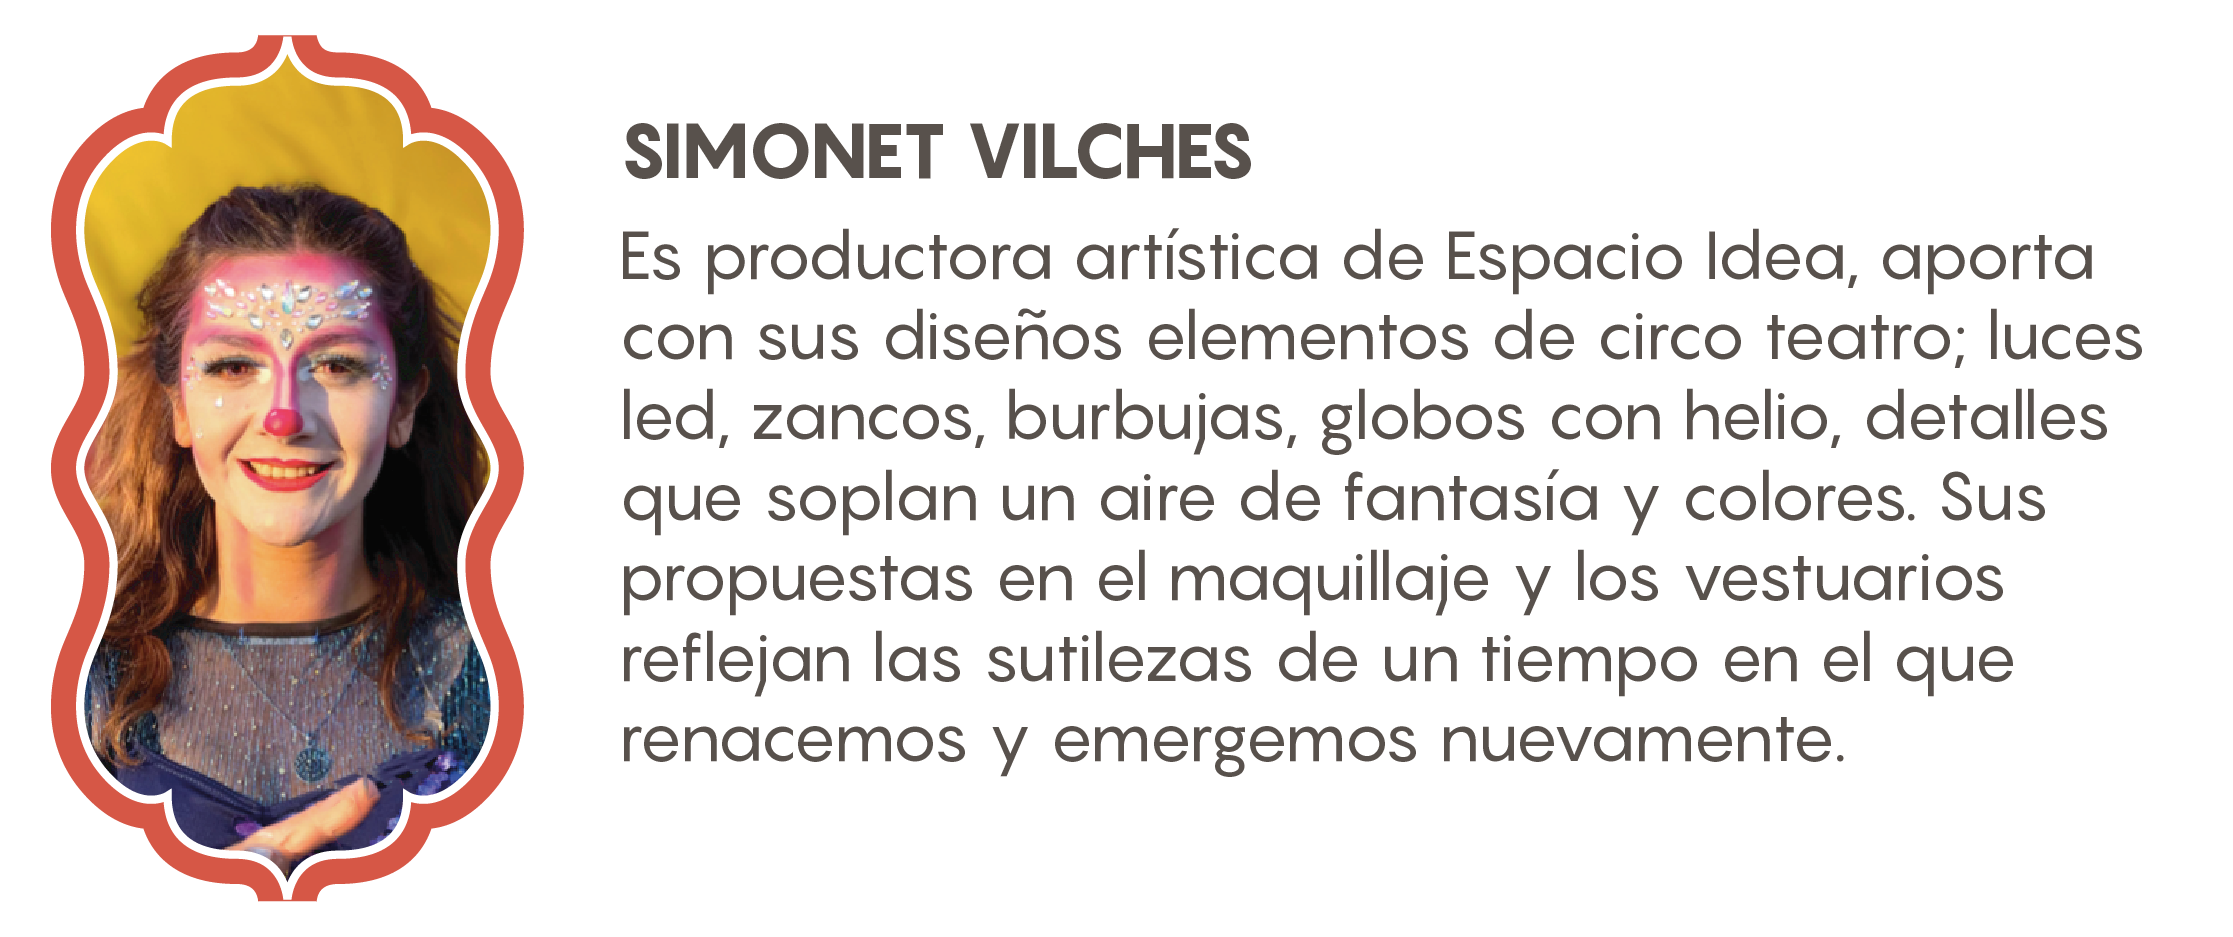 SIMONET VILCHES
Es productora artística de Espacio Idea, aporta
con sus diseños elementos de circo teatro; luces
led, zancos, burbujas, globos con helio, detalles
que soplan un aire de fantasía y colores. Sus
propuestas en el maquillaje y los vestuarios
reflejan las sutilezas de un tiempo en el que
renacemos y emergemos nuevamente.